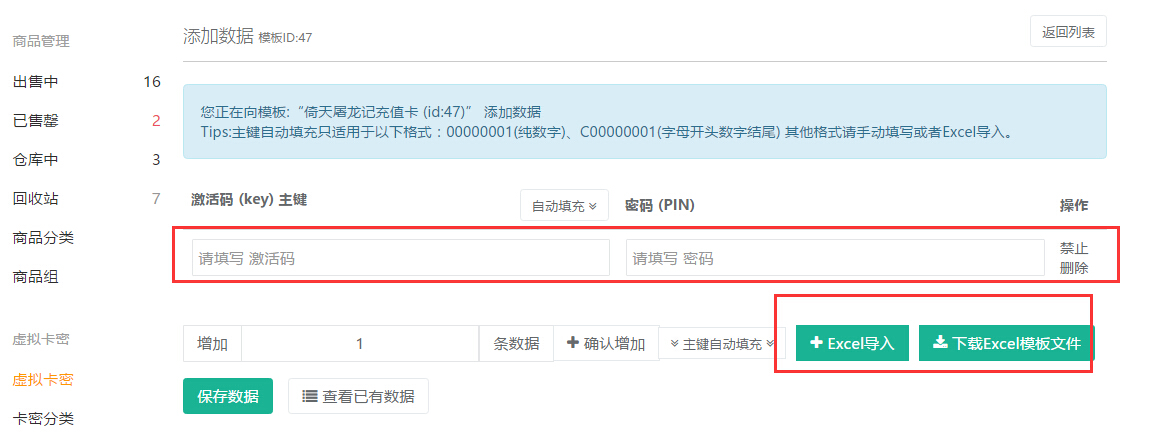 商品管理
出售中 16
已售罄 2
仓库中 3
回收站 7
商品分类
商品组
虚拟卡密
虚拟卡密
卡密分类
添加数据 模板ID:47
返回列表
您正在向模板:“倚天屠龙记充值卡 (id:47)” 添加数据
Tips:主键自动填充只适用于以下格式：00000001(纯数字)、C00000001(字母开头数字结尾) 其他格式请手动填写或者Excel导入。
激活码 (key) 主键 自动填充 密码 (PIN) 操作
请填写 激活码 请填写 密码 禁止
删除
增加 1 条数据 确认增加 主键自动填充 Excel导入 下载Excel模板文件
保存数据 查看已有数据